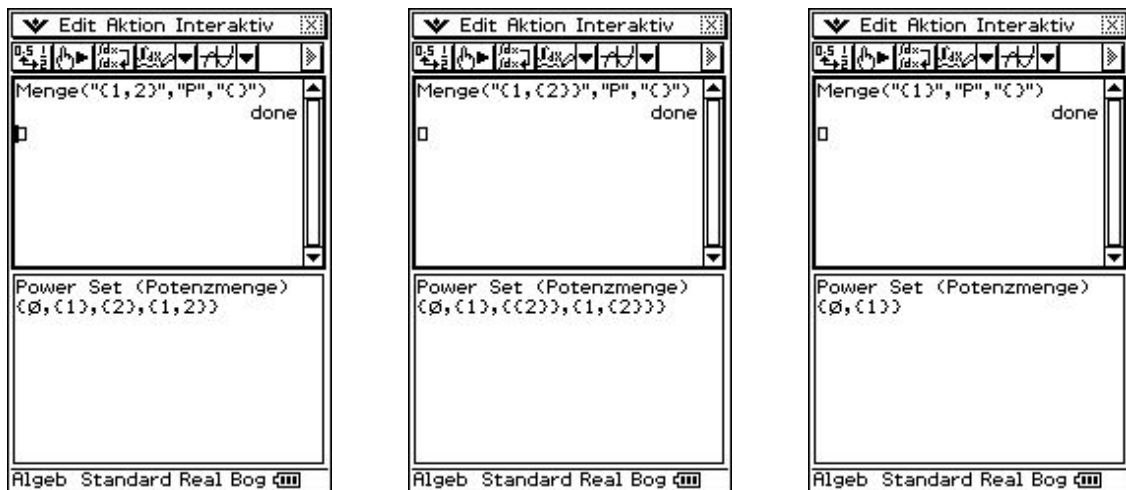 Edit Aktion Interaktiv
Menge("{1,2}","P","{}")
done
Power Set (Potenzmenge)
{Ø,{1},{2},{1,2}}
Algeb Standard Real Bog
Edit Aktion Interaktiv
Menge("{1,{2}}","P","{}")
done
Power Set (Potenzmenge)
{Ø,{1},{{2}},{1,{2}}}
Algeb Standard Real Bog
Edit Aktion Interaktiv
Menge("{1}","P","{}")
done
Power Set (Potenzmenge)
{Ø,{1}}
Algeb Standard Real Bog